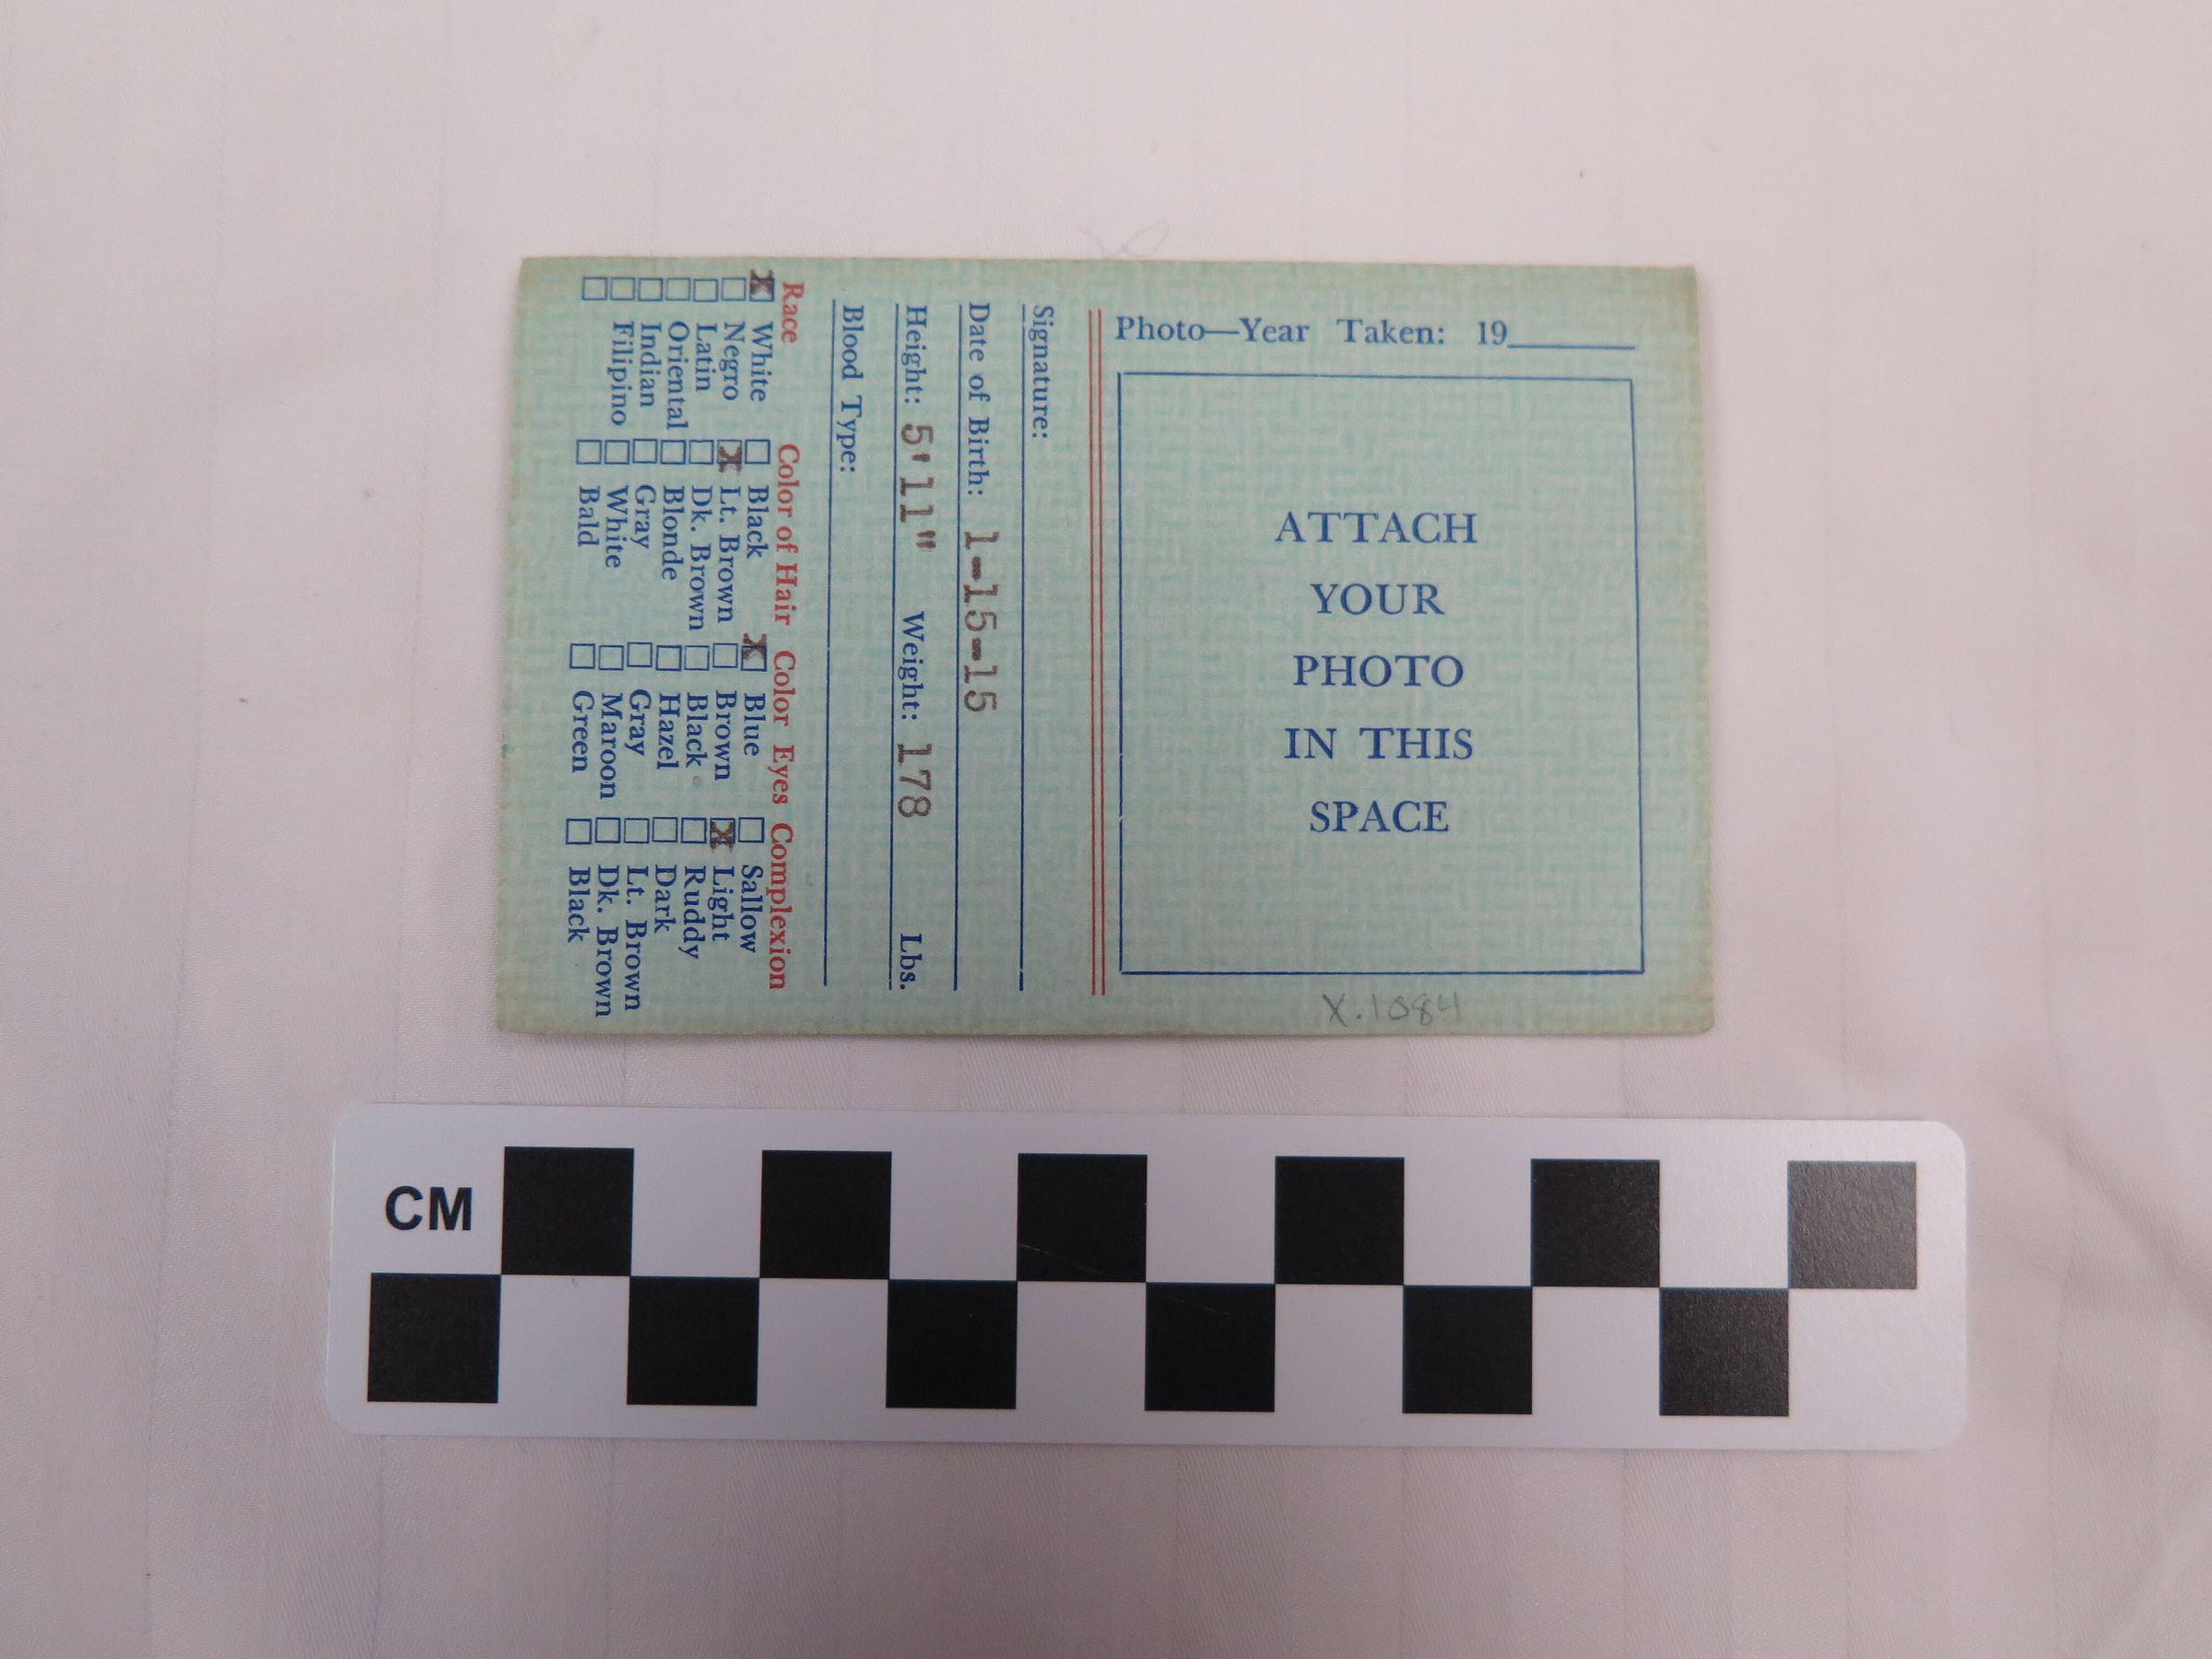 Photo—Year Taken: 19
ATTACH
YOUR
PHOTO
IN THIS
SPACE
X.1084
Signature:
Date of Birth: 1-15-15
Height: 5'11" Weight: 178 Lbs.
Blood Type:
Race Color of Hair Color Eyes Complexion
X White Black X Blue Sallow
Negro X Lt. Brown Brown X Light
Latin Dk. Brown Black Ruddy
Oriental Blonde Hazel Dark
Indian Gray Gray Lt. Brown
Filipino White Maroon Dk. Brown
Bald Green Black
CM